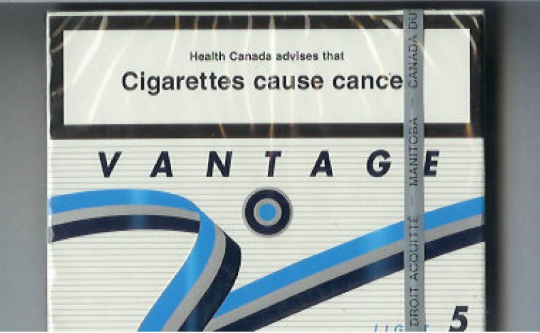 Health Canada advises that
Cigarettes cause cance
VANTAGE
5
DROIT ACQUITTÉ — MANITOBA — CANADA DU